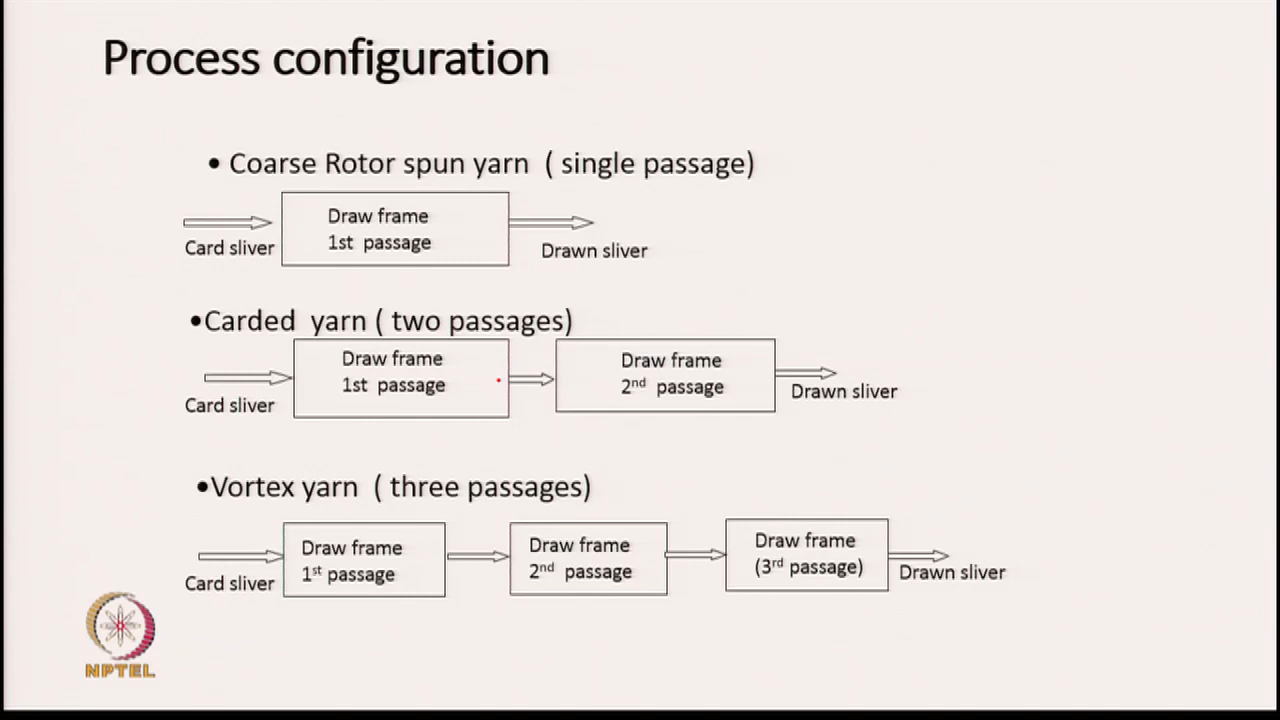 Process configuration
• Coarse Rotor spun yarn ( single passage)
Draw frame
1st passage
Card sliver
Drawn sliver
•Carded yarn ( two passages)
Draw frame
1st passage
Draw frame
2nd passage
Card sliver
Drawn sliver
•Vortex yarn ( three passages)
Draw frame
1st passage
Draw frame
2nd passage
Draw frame
(3rd passage)
Card sliver
Drawn sliver
NPTEL